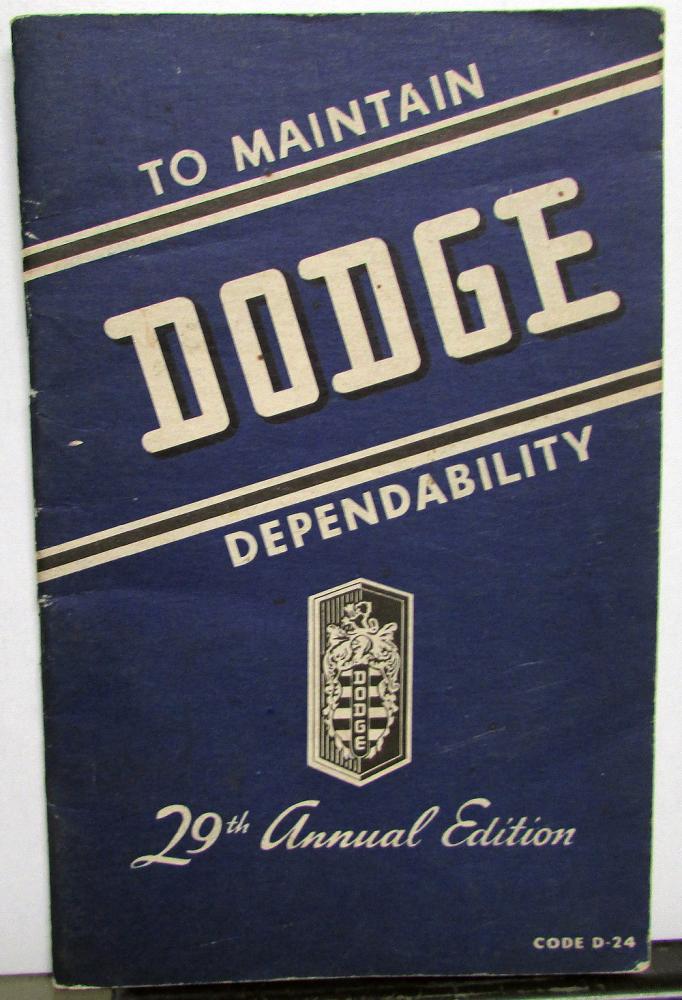 TO MAINTAIN
DODGE
DEPENDABILITY
DODGE
29th Annual Edition
CODE D-24